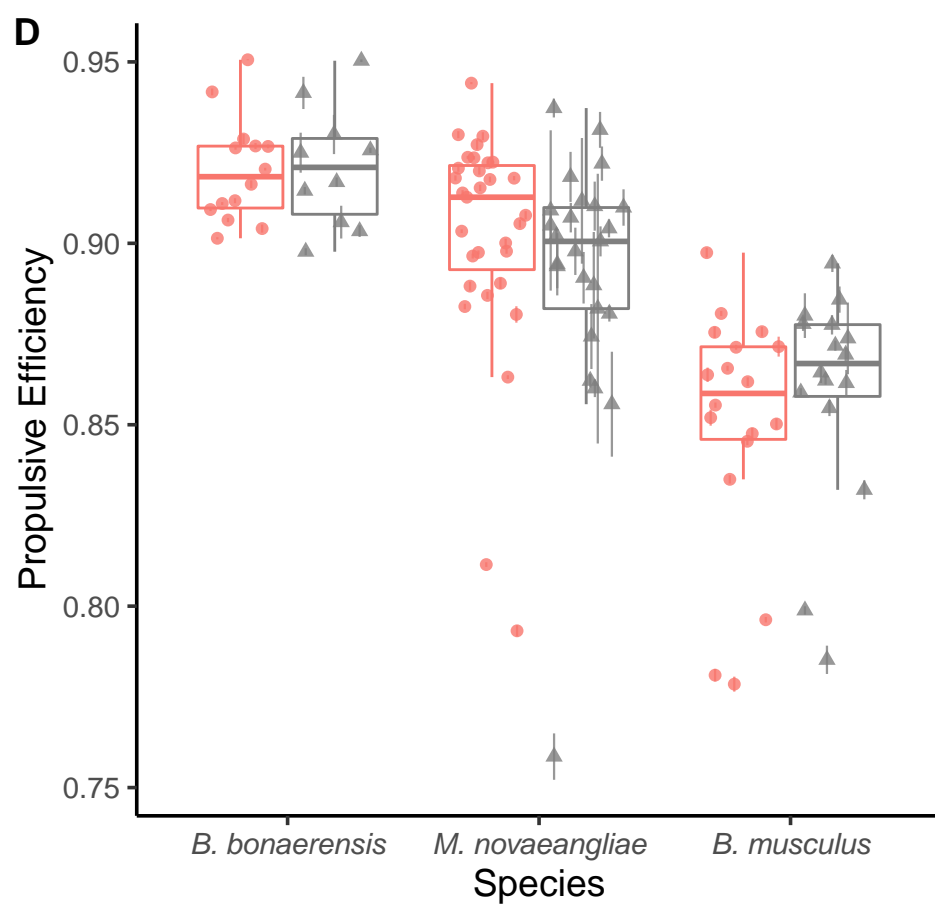 D
Propulsive Efficiency
0.95
0.90
0.85
0.80
0.75
B. bonaerensis
M. novaeangliae
B. musculus
Species